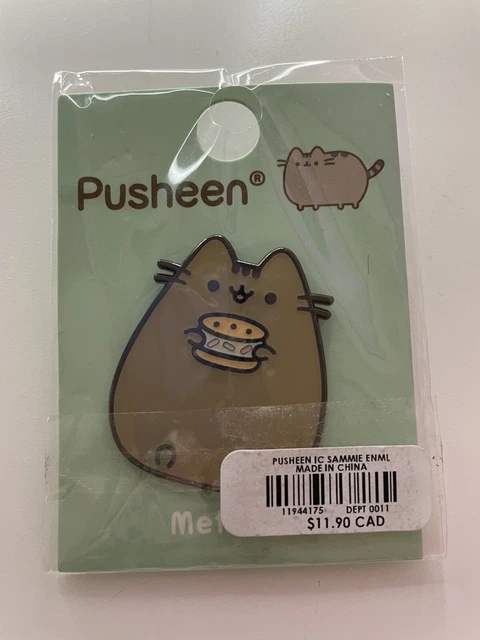 Pusheen®
PUSHEEN IC SAMMIE ENML
MADE IN CHINA
11944175 DEPT 0011
$11.90 CAD